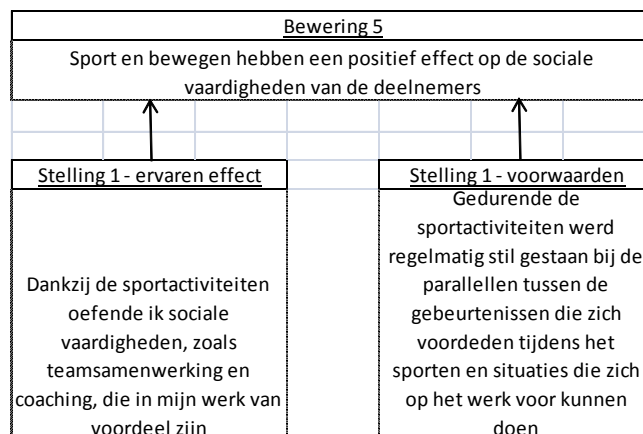 Bewering 5
Sport en bewegen hebben een positief effect op de sociale
vaardigheden van de deelnemers
Stelling 1 - ervaren effect
Dankzij de sportactiviteiten
oefende ik sociale
vaardigheden, zoals
teamsamenwerking en
coaching, die in mijn werk van
voordeel zijn
Stelling 1 - voorwaarden
Gedurende de
sportactiviteiten werd
regelmatig stil gestaan bij de
parallellen tussen de
gebeurtenissen die zich
voordeden tijdens het
sporten en situaties die zich
op het werk voor kunnen
doen